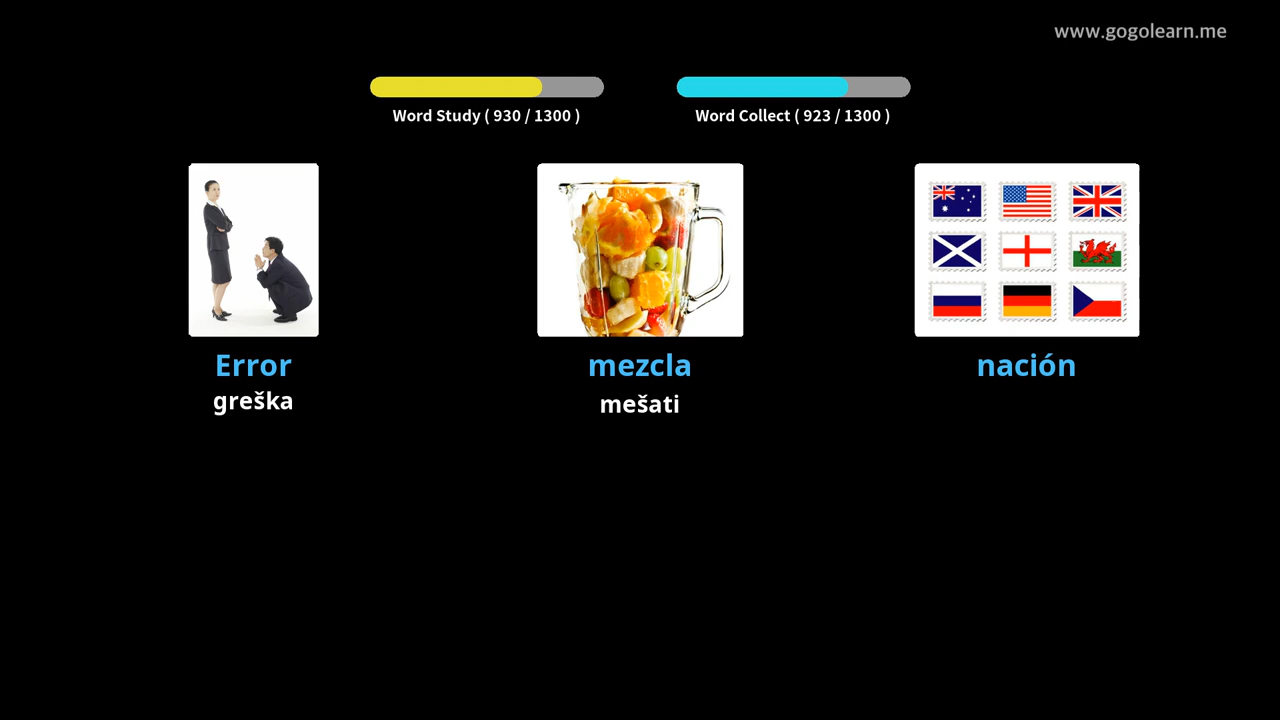 www.gogolearn.me
Word Study ( 930 / 1300 )
Word Collect ( 923 / 1300 )
Error
greška
mezcla
mešati
nación